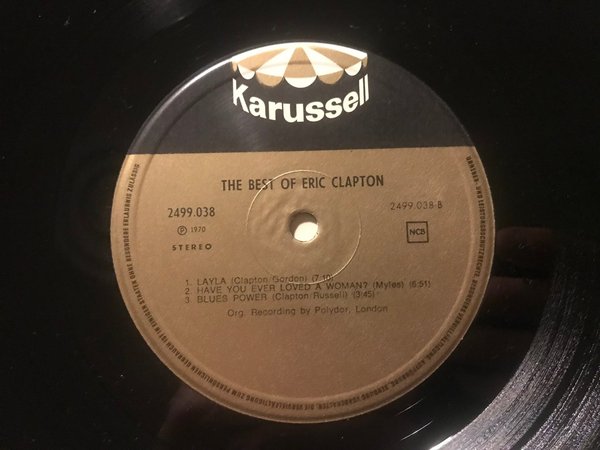 Karussell
THE BEST OF ERIC CLAPTON
2499.038
2499.038 B
Ⓟ 1970
STEREO
NCB
1. LAYLA (Clapton/Gordon) (7:10)
2. HAVE YOU EVER LOVED A WOMAN? (Myles) (6:51)
3. BLUES POWER (Clapton/Russell) (3:45)
Org. Recording by Polydor, London